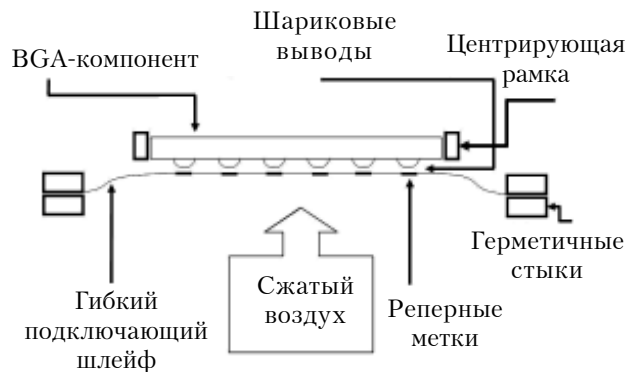 Шариковые
выводы
BGA-компонент
Центрирующая
рамка
Герметичные
стыки
Сжатый
воздух
Гибкий
подключающий
шлейф
Реперные
метки